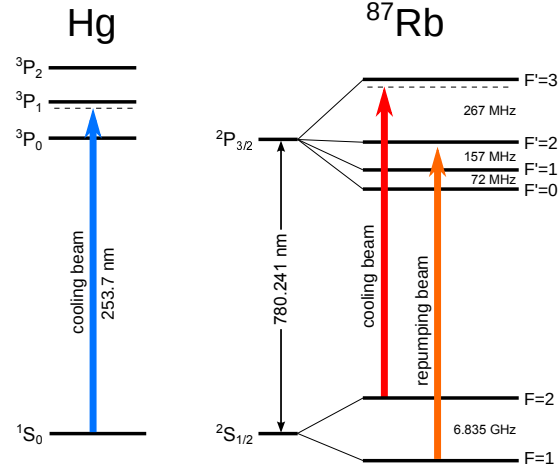 Hg
³P₂
³P₁
³P₀
cooling beam
253.7 nm
¹S₀
⁸⁷Rb
F'=3
267 MHz
²P₃/₂
F'=2
157 MHz
F'=1
72 MHz
F'=0
780.241 nm
cooling beam
repumping beam
F=2
²S₁/₂
6.835 GHz
F=1